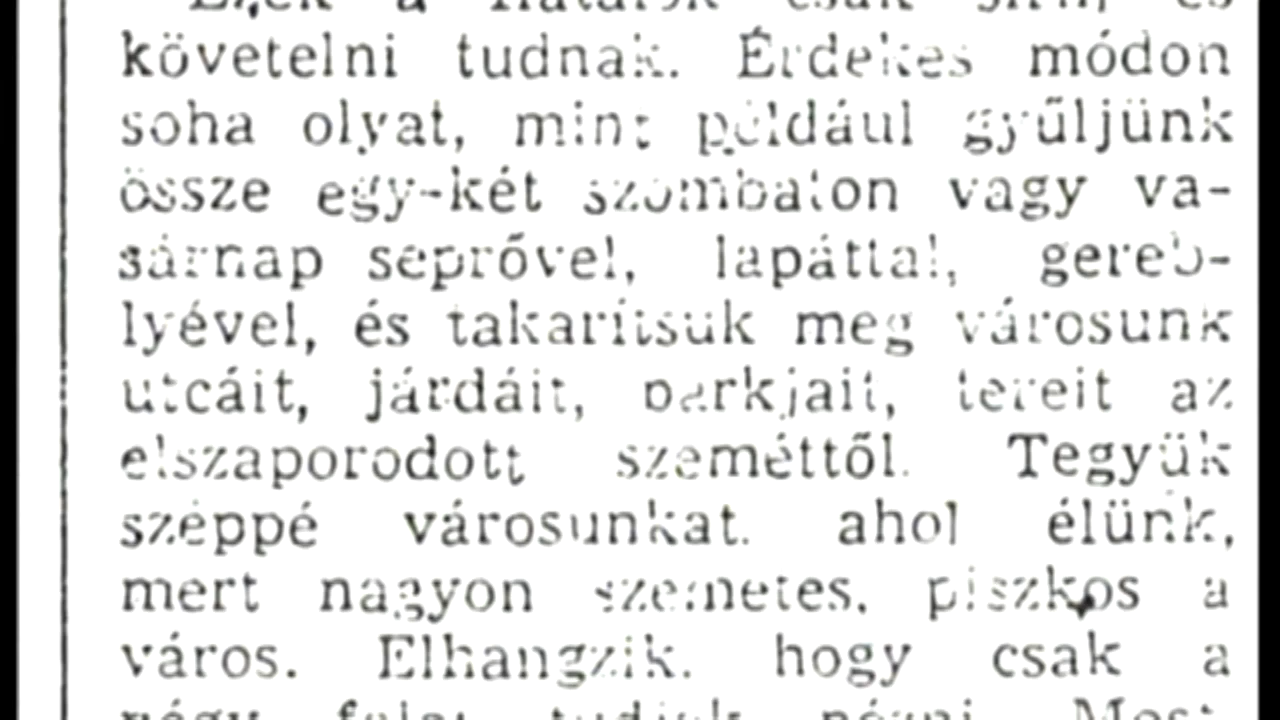 követelni tudnak. Érdekes módon
soha olyat, mint például gyűljünk
össze egy-két szombaton vagy va-
sárnap seprővel, lapáttal, gereb-
lyével, és takarítsuk meg városunk
utcáit, járdáit, parkjait, tereit az
elszaporodott szeméttől. Tegyük
széppé városunkat, ahol élünk,
mert nagyon szemetes, piszkos a
város. Elhangzik, hogy csak a